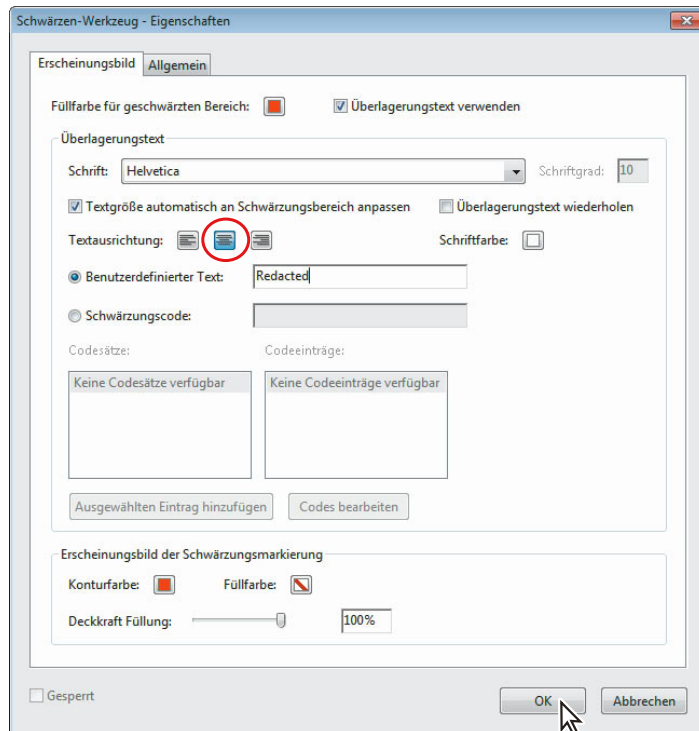 Schwärzen-Werkzeug - Eigenschaften
Erscheinungsbild Allgemein
Füllfarbe für geschwärzten Bereich: Überlagerungstext verwenden
Überlagerungstext
Schrift: Helvetica Schriftgrad: 10
Textgröße automatisch an Schwärzungsbereich anpassen Überlagerungstext wiederholen
Textausrichtung: Schriftfarbe:
Benutzerdefinierter Text: Redacted
Schwärzungscode:
Codesätze: Codeeinträge:
Keine Codesätze verfügbar Keine Codeeinträge verfügbar
Ausgewählten Eintrag hinzufügen Codes bearbeiten
Erscheinungsbild der Schwärzungsmarkierung
Konturfarbe: Füllfarbe:
Deckkraft Füllung: 100%
Gesperrt OK Abbrechen